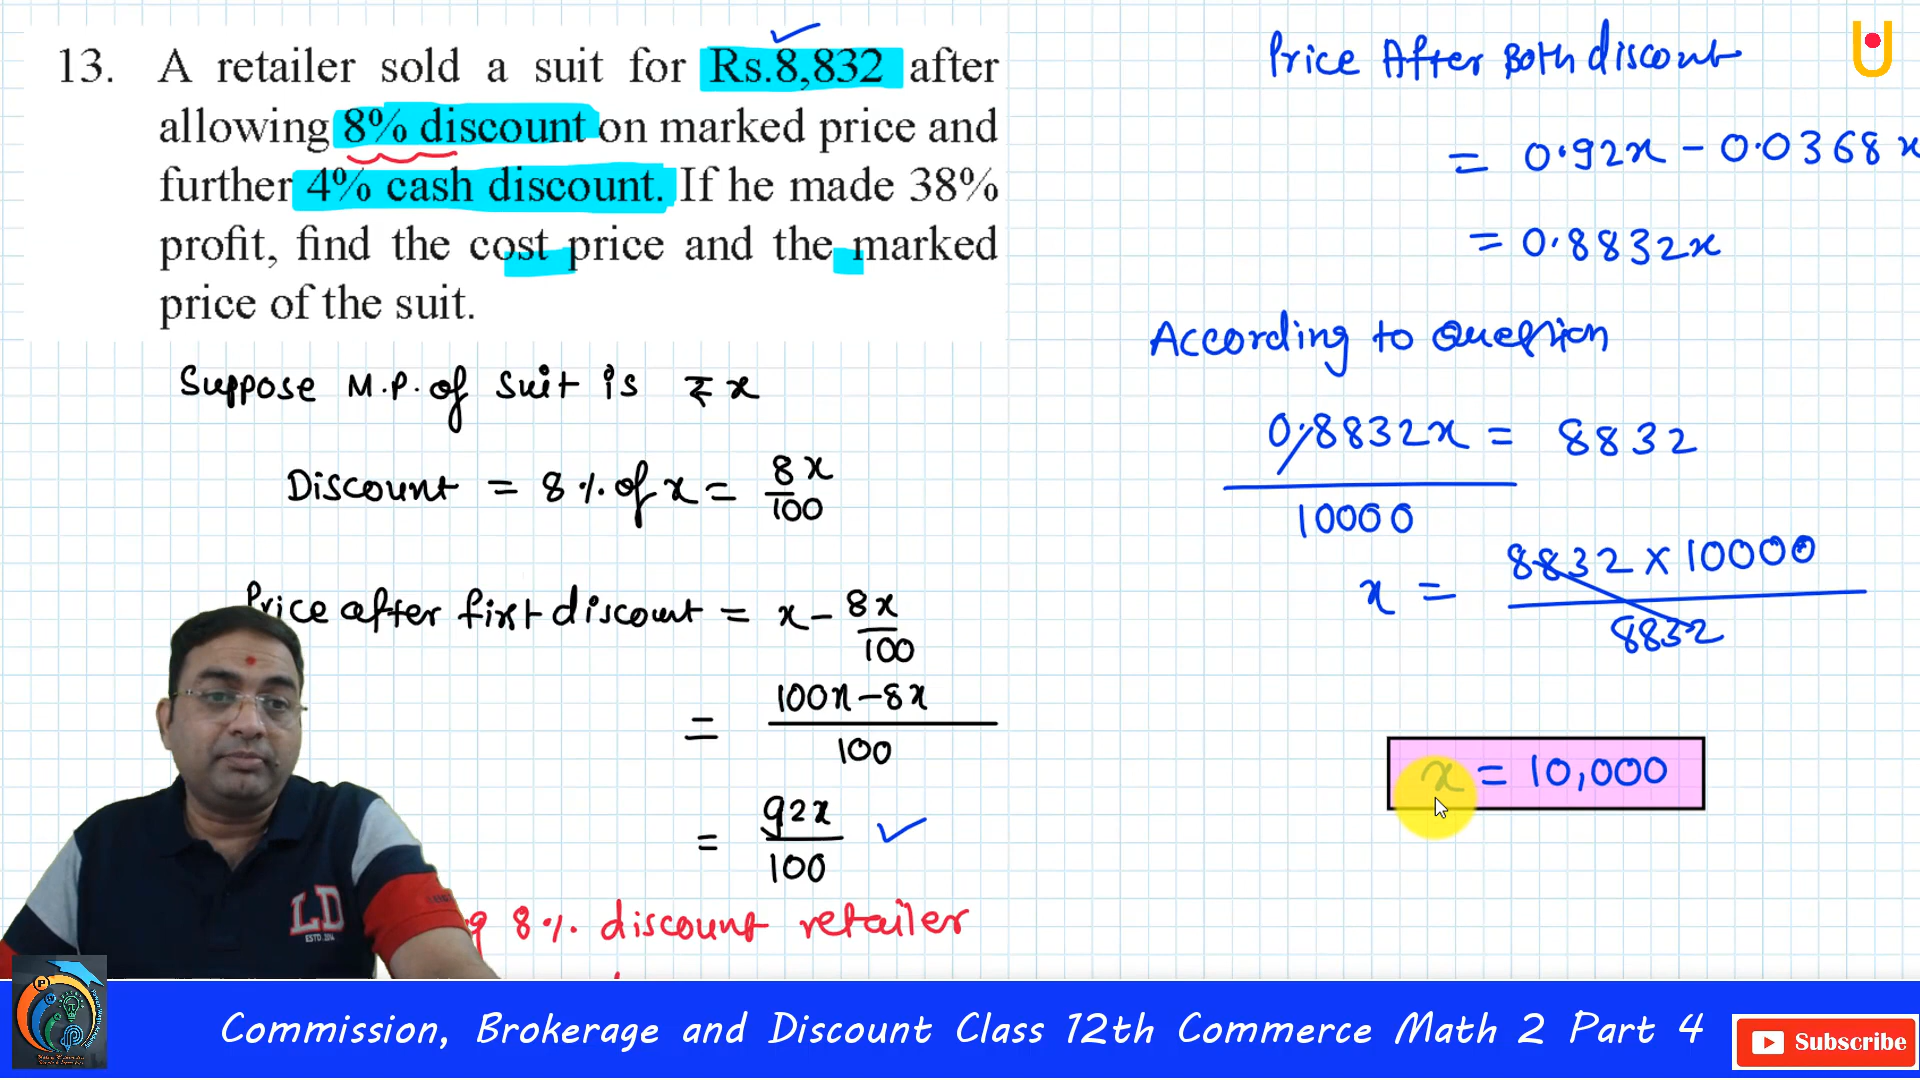 13. A retailer sold a suit for Rs.8,832 after
allowing 8% discount on marked price and
further 4% cash discount. If he made 38%
profit, find the cost price and the marked
price of the suit.
Suppose M.P. of suit is ₹ x
Discount = 8 % of x = 8x/100
Price after first discount = x - 8x/100
= 100x - 8x/100
= 92x/100 ✓
8 % discount retailer
Price After Both discount
= 0.92x - 0.0368x
= 0.8832x
According to Question
0.8832x/10000 = 8832
x = 8832 x 10000/8832
x = 10,000
LD
ESTD
Commission, Brokerage and Discount Class 12th Commerce Math 2 Part 4
Subscribe